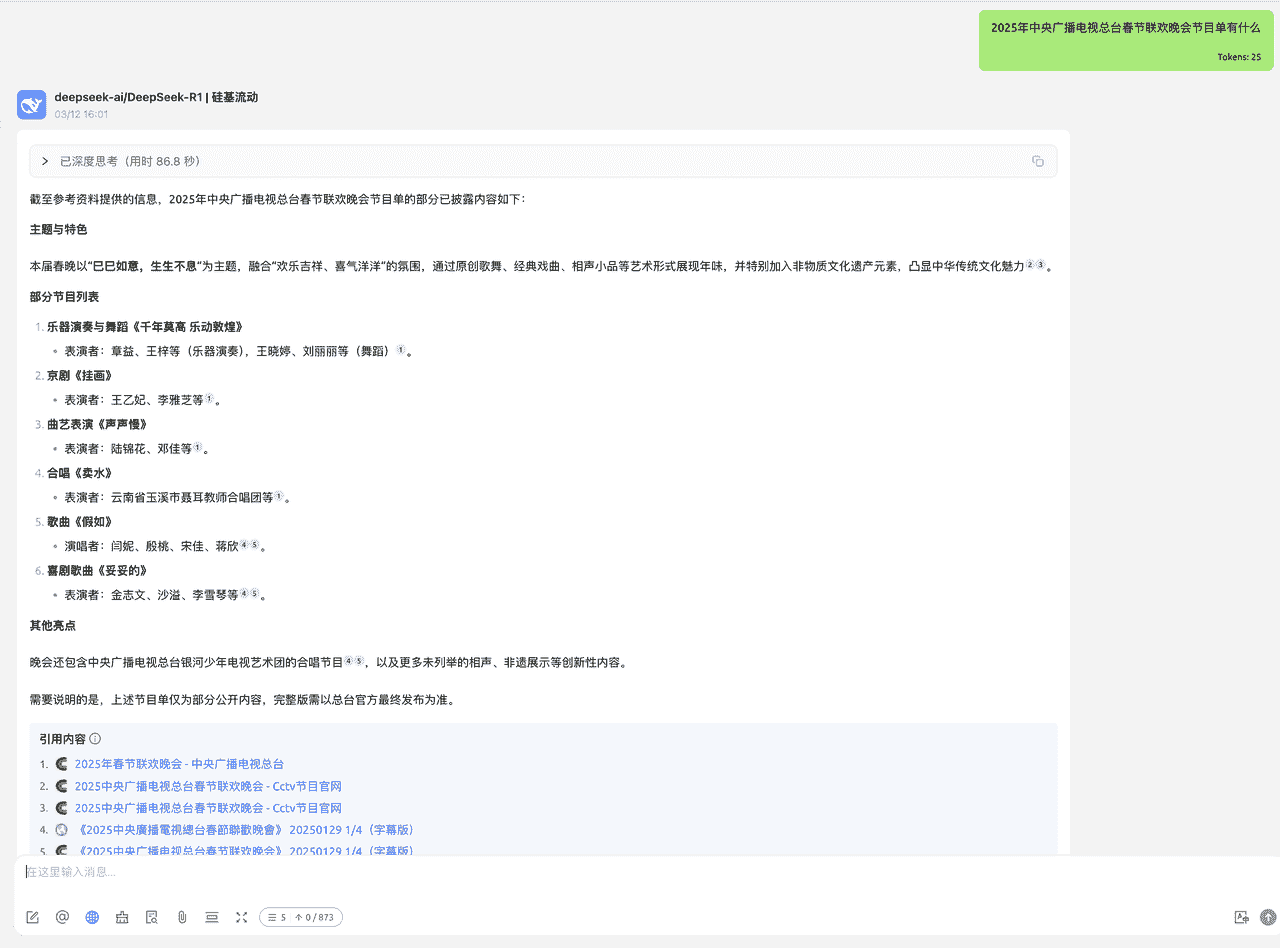 2025年中央广播电视总台春节联欢晚会节目单有什么
Tokens: 25
deepseek-ai/DeepSeek-R1 | 硅基流动
03/12 16:01
已深度思考（用时 86.8 秒）
截至参考资料提供的信息，2025年中央广播电视总台春节联欢晚会节目单的部分已披露内容如下：
主题与特色
本届春晚以“巳巳如意，生生不息”为主题，融合“欢乐吉祥、喜气洋洋”的氛围，通过原创歌舞、经典戏曲、相声小品等艺术形式展现年味，并特别加入非物质文化遗产元素，凸显中华传统文化魅力②③。
部分节目列表
1. 乐器演奏与舞蹈《千年莫高 乐动敦煌》
◦ 表演者：章益、王梓等（乐器演奏），王晓婷、刘丽丽等（舞蹈）①。
2. 京剧《挂画》
◦ 表演者：王乙妃、李雅芝等①。
3. 曲艺表演《声声慢》
◦ 表演者：陆锦花、邓佳等①。
4. 合唱《卖水》
◦ 表演者：云南省玉溪市聂耳教师合唱团等①。
5. 歌曲《假如》
◦ 演唱者：闫妮、殷桃、宋佳、蒋欣④⑤。
6. 喜剧歌曲《妥妥的》
◦ 表演者：金志文、沙溢、李雪琴等④⑤。
其他亮点
晚会还包含中央广播电视总台银河少年电视艺术团的合唱节目④⑤，以及更多未列举的相声、非遗展示等创新性内容。
需要说明的是，上述节目单仅为部分公开内容，完整版需以总台官方最终发布为准。
引用内容
1. 2025年春节联欢晚会 - 中央广播电视总台
2. 2025中央广播电视总台春节联欢晚会 - Cctv节目官网
3. 2025中央广播电视总台春节联欢晚会 - Cctv节目官网
4. 《2025中央廣播電視總台春節聯歡晚會》 20250129 1/4（字幕版）
5. 《2025中央广播电视总台春节联欢晚会》 20250129 1/4（字幕版）
在这里输入消息...
5 ↑ 0 / 873